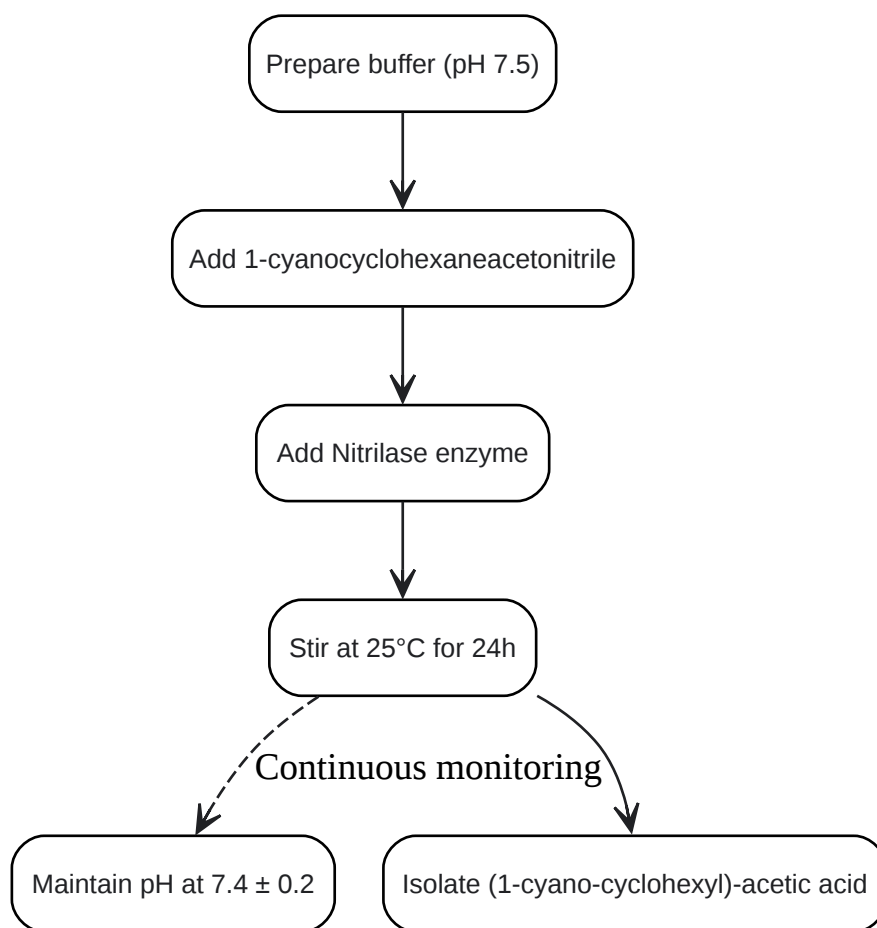 Prepare buffer (pH 7.5)
Add 1-cyanocyclohexaneacetonitrile
Add Nitrilase enzyme
Stir at 25°C for 24h
Continuous monitoring
Maintain pH at 7.4 ± 0.2
Isolate (1-cyano-cyclohexyl)-acetic acid